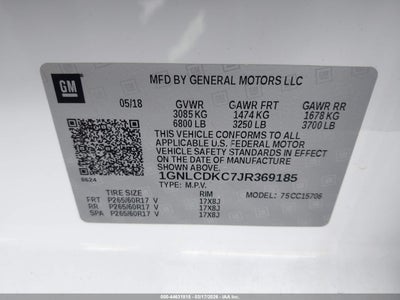 GM
MFD BY GENERAL MOTORS LLC
05/18 GVWR GAWR FRT GAWR RR
3085 KG 1474 KG 1678 KG
6800 LB 3250 LB 3700 LB
THIS VEHICLE CONFORMS TO ALL
APPLICABLE U.S. FEDERAL MOTOR
VEHICLE SAFETY STANDARDS IN EFFECT
ON THE DATE OF MANUFACTURE
SHOWN ABOVE.
8624
1GNLCDKC7JR369185
TYPE: M.P.V. MODEL: 7SCC15706
TIRE SIZE RIM
FRT P265/60R17 V 17X8J
RR P265/60R17 V 17X8J
SPA P265/60R17 V 17X8J